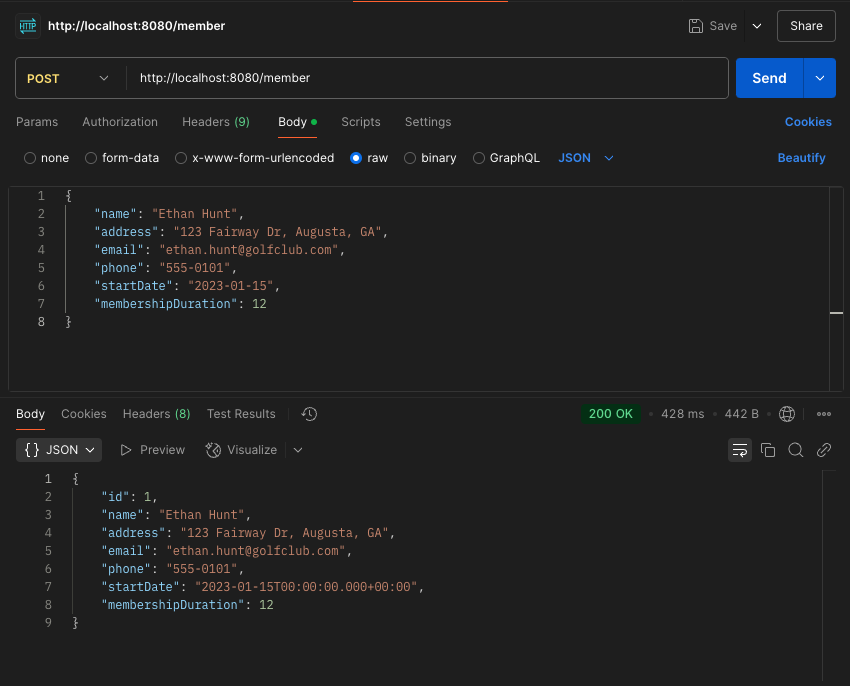 HTTP http://localhost:8080/member Save Share
POST http://localhost:8080/member Send
Params Authorization Headers (9) Body Scripts Settings Cookies
none form-data x-www-form-urlencoded raw binary GraphQL JSON Beautify
1 {
2 "name": "Ethan Hunt",
3 "address": "123 Fairway Dr, Augusta, GA",
4 "email": "ethan.hunt@golfclub.com",
5 "phone": "555-0101",
6 "startDate": "2023-01-15",
7 "membershipDuration": 12
8 }
Body Cookies Headers (8) Test Results 200 OK 428 ms 442 B
{} JSON Preview Visualize
1 {
2 "id": 1,
3 "name": "Ethan Hunt",
4 "address": "123 Fairway Dr, Augusta, GA",
5 "email": "ethan.hunt@golfclub.com",
6 "phone": "555-0101",
7 "startDate": "2023-01-15T00:00:00.000+00:00",
8 "membershipDuration": 12
9 }